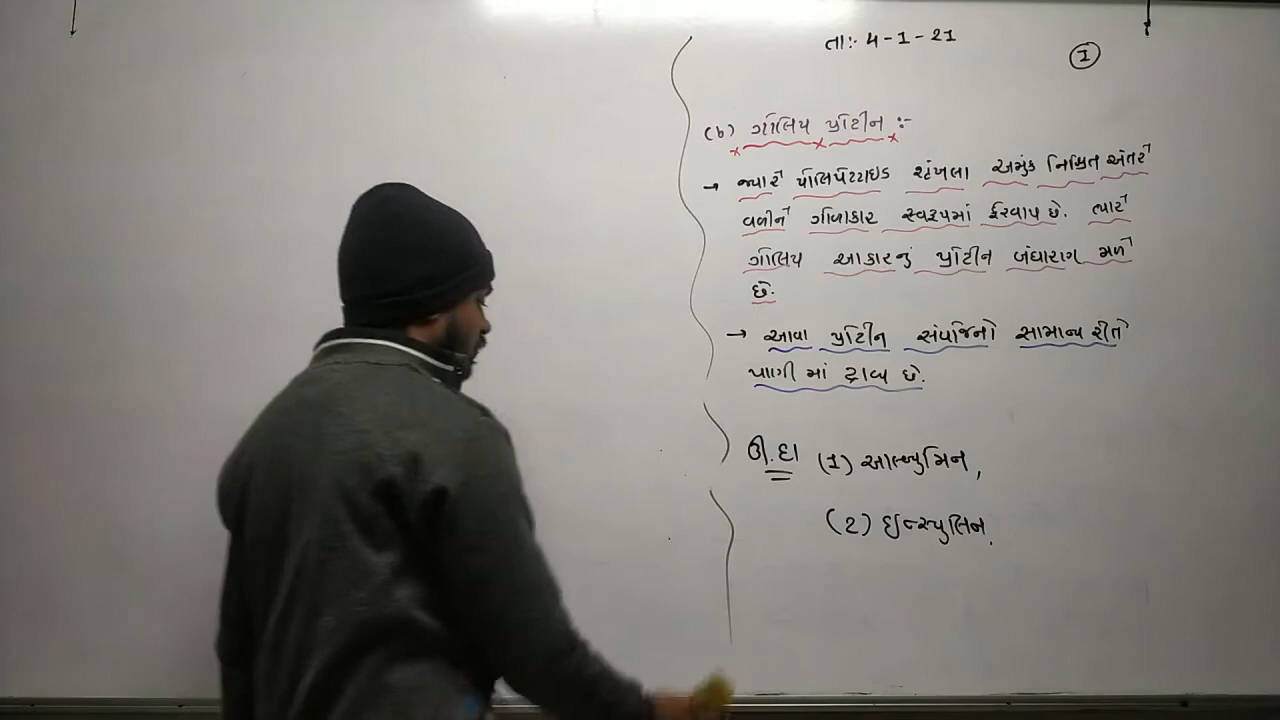 તા:- 4-1-21
1
(b) ગોલિય પ્રોટીન :-
→ જ્યારે પોલિપેપ્ટાઇડ શૃંખલા અમુક નિશ્ચિત અંતરે
વળીને ગોળાકાર સ્વરૂપમાં ફેરવાય છે. ત્યારે
ગોલિય આકારનું પ્રોટીન બંધારણ મળે
છે.
→ આવા પ્રોટીન સંયોજનો સામાન્ય રીતે
પાણી માં દ્રાવ્ય છે.
ઊ.દા (1) આલ્બ્યુમિન,
(2) ઇન્સ્યુલિન.